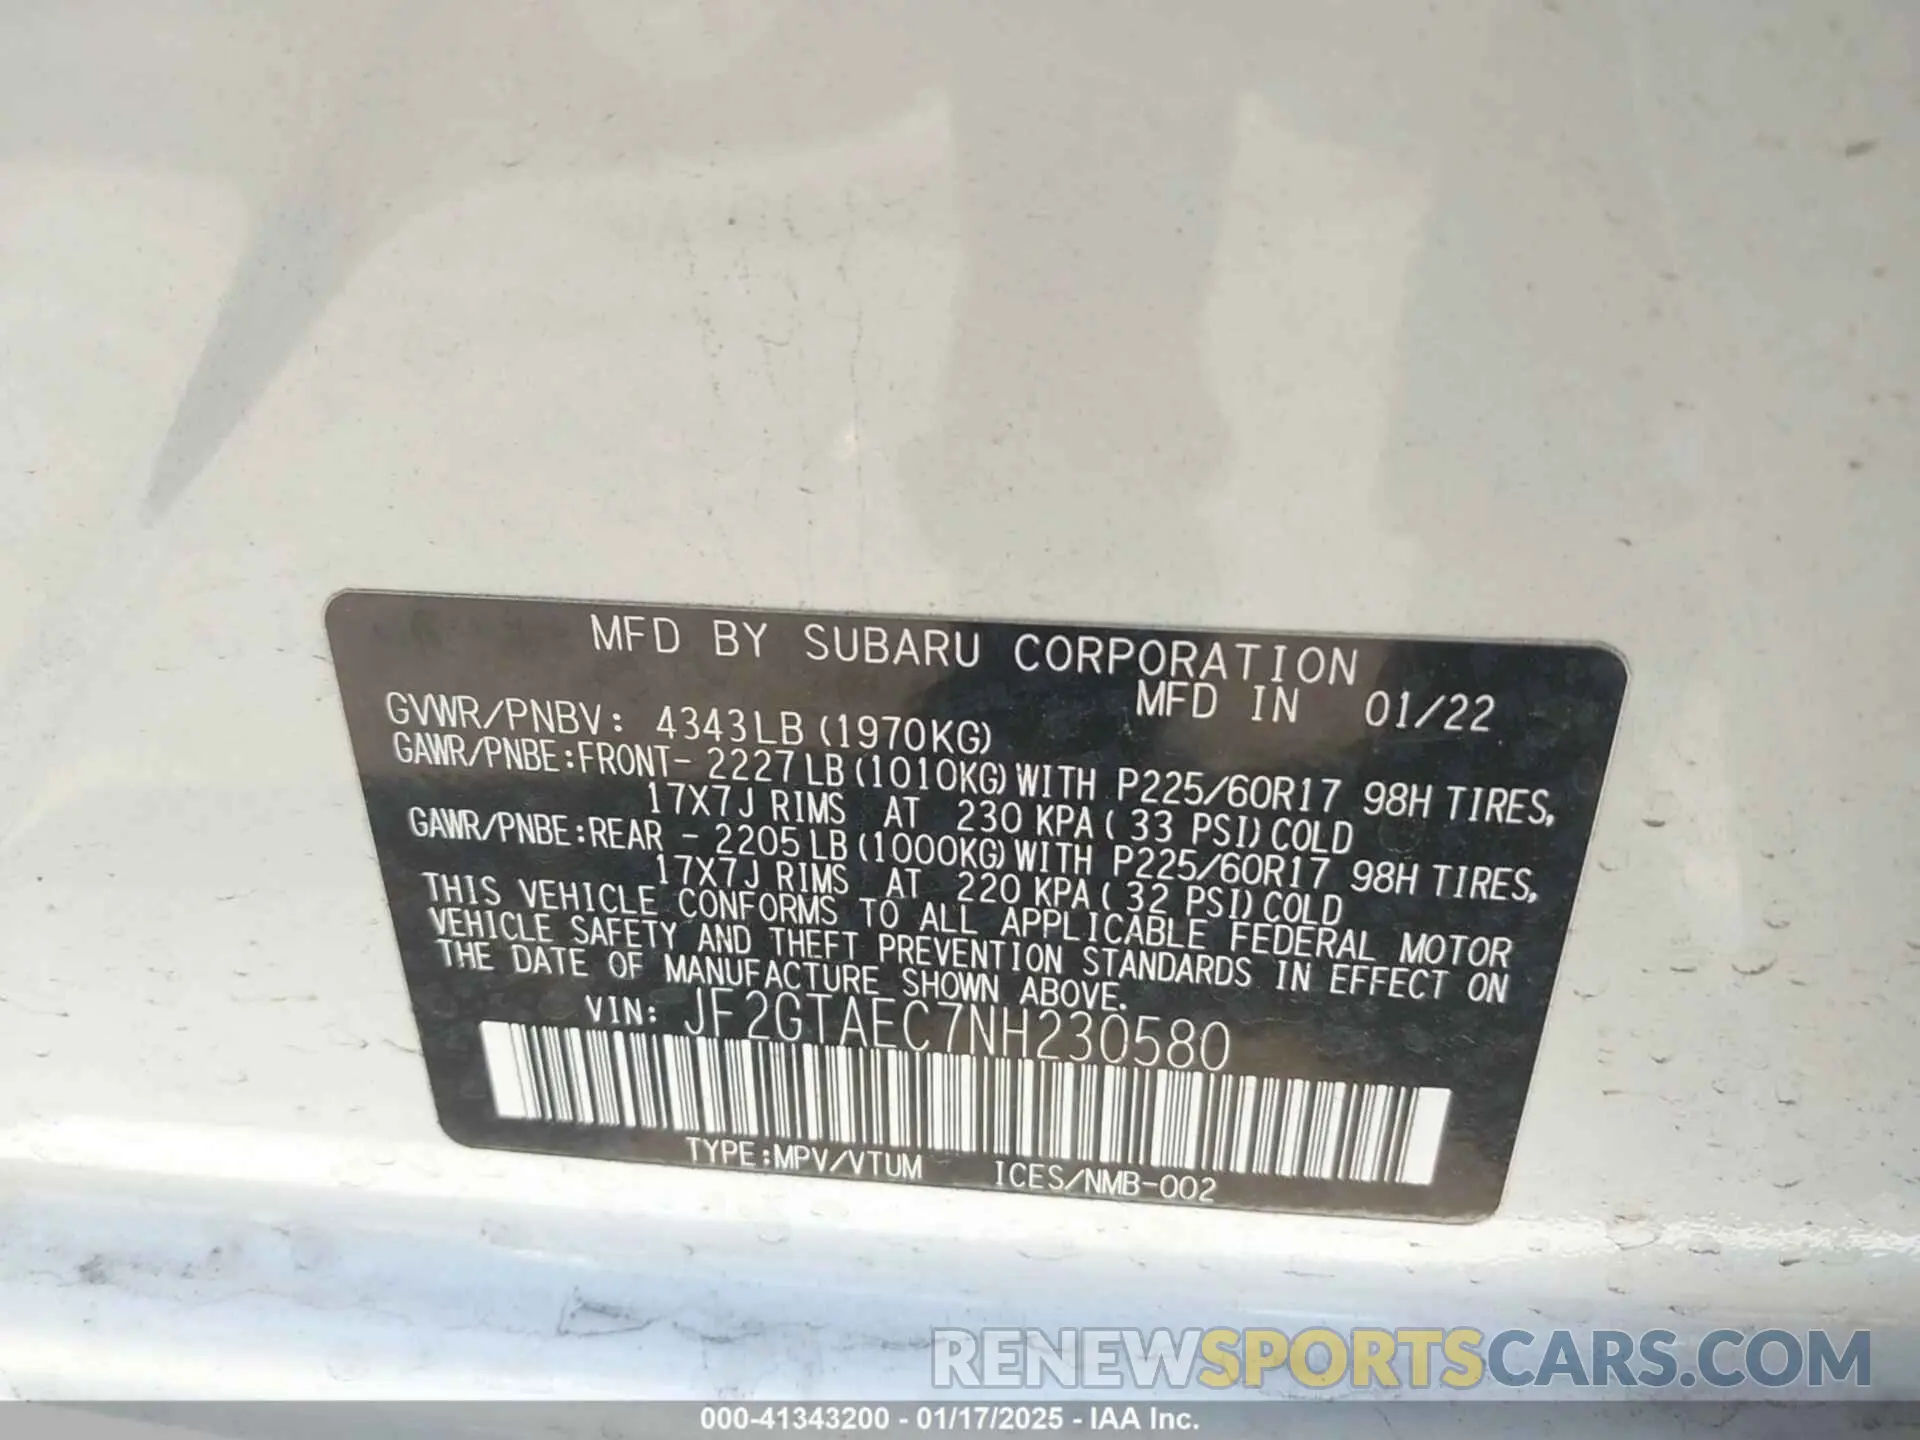 MFD BY SUBARU CORPORATION
MFD IN 01/22
GVWR/PNBV: 4343LB (1970KG)
GAWR/PNBE:FRONT- 2227LB (1010KG) WITH P225/60R17 98H TIRES,
17X7J RIMS AT 230 KPA ( 33 PSI) COLD
GAWR/PNBE:REAR - 2205LB (1000KG) WITH P225/60R17 98H TIRES,
17X7J RIMS AT 220 KPA ( 32 PSI) COLD
THIS VEHICLE CONFORMS TO ALL APPLICABLE FEDERAL MOTOR
VEHICLE SAFETY AND THEFT PREVENTION STANDARDS IN EFFECT ON
THE DATE OF MANUFACTURE SHOWN ABOVE.
VIN: JF2GTAEC7NH230580
TYPE:MPV/VTUM ICES/NMB-002
RENEWSPORTSCARS.COM
000-41343200 - 01/17/2025 - IAA Inc.